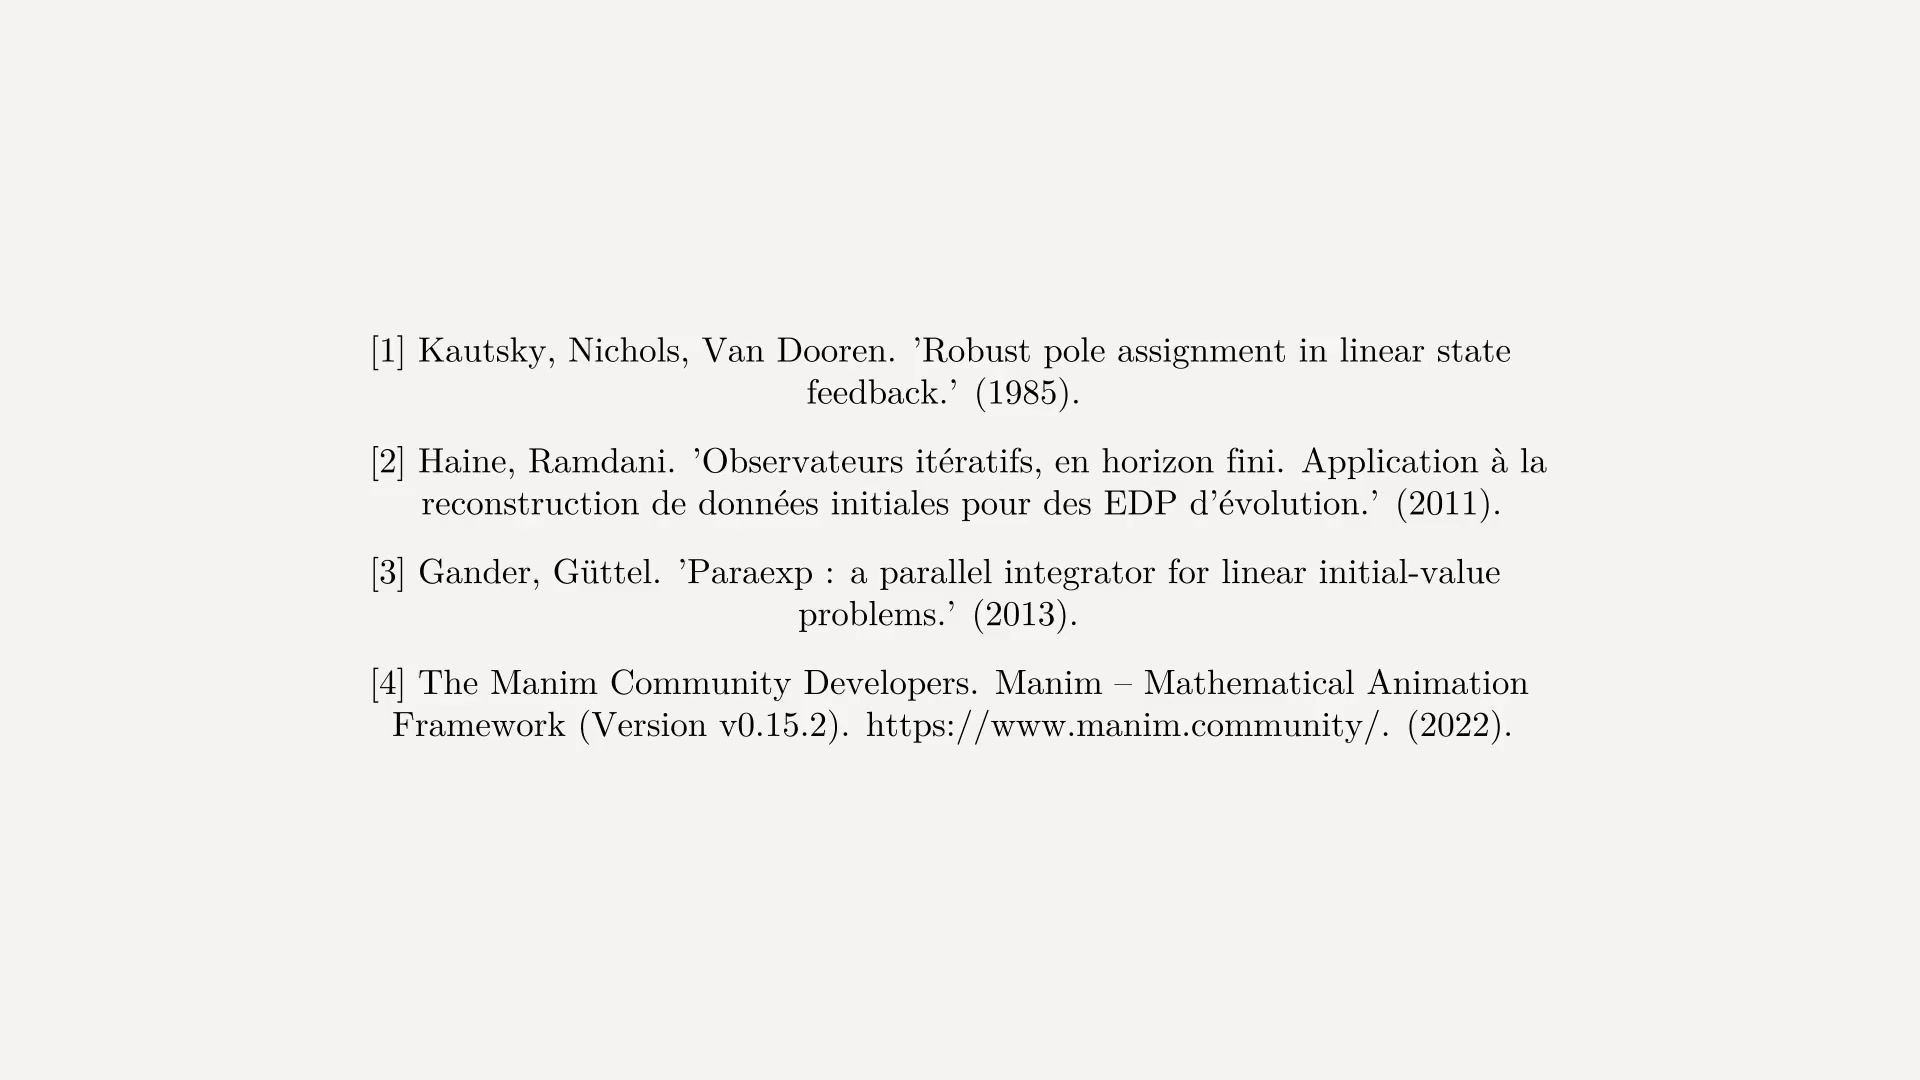 [1] Kautsky, Nichols, Van Dooren. ’Robust pole assignment in linear state
feedback.’ (1985).
[2] Haine, Ramdani. ’Observateurs itératifs, en horizon fini. Application à la
reconstruction de données initiales pour des EDP d’évolution.’ (2011).
[3] Gander, Güttel. ’Paraexp : a parallel integrator for linear initial-value
problems.’ (2013).
[4] The Manim Community Developers. Manim – Mathematical Animation
Framework (Version v0.15.2). https://www.manim.community/. (2022).